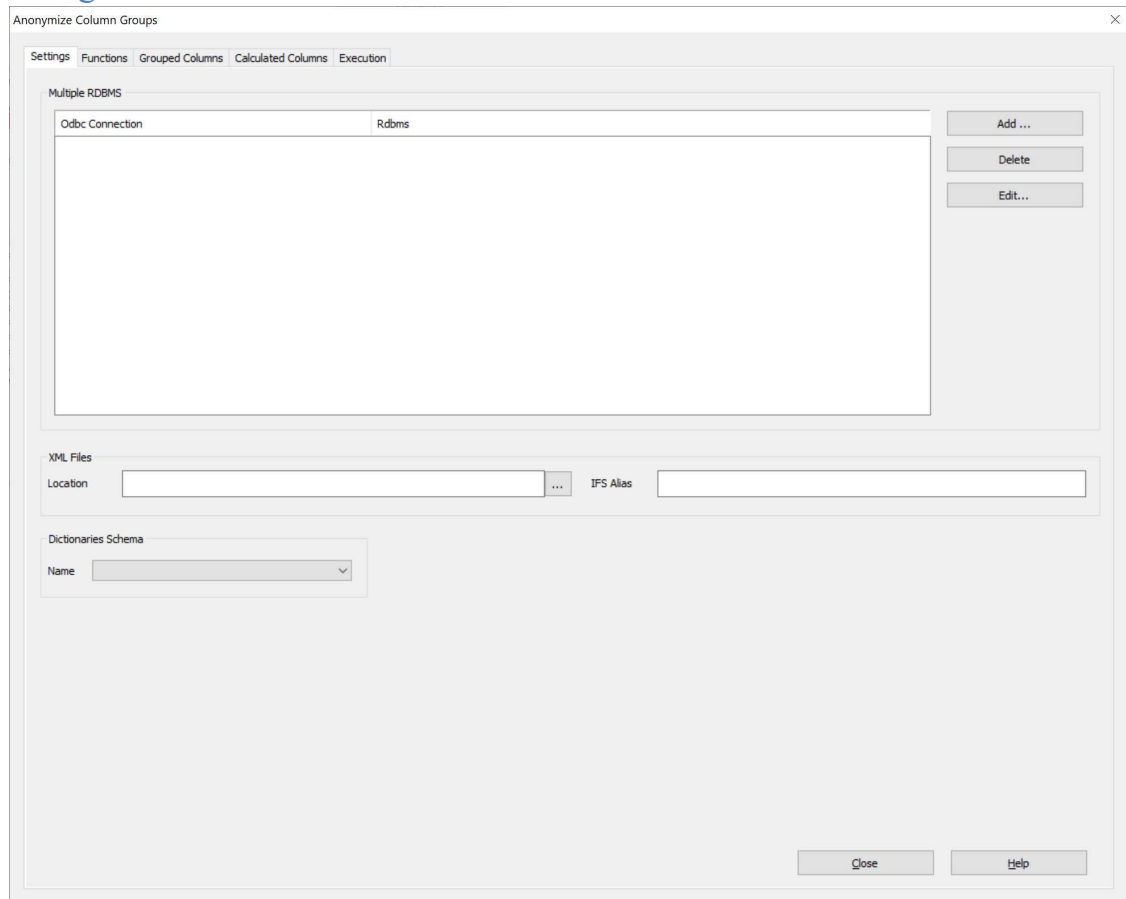 Anonymize Column Groups
Settings Functions Grouped Columns Calculated Columns Execution
Multiple RDBMS
Odbc Connection Rdbms
Add ...
Delete
Edit...
XML Files
Location ... IFS Alias
Dictionaries Schema
Name
Close Help